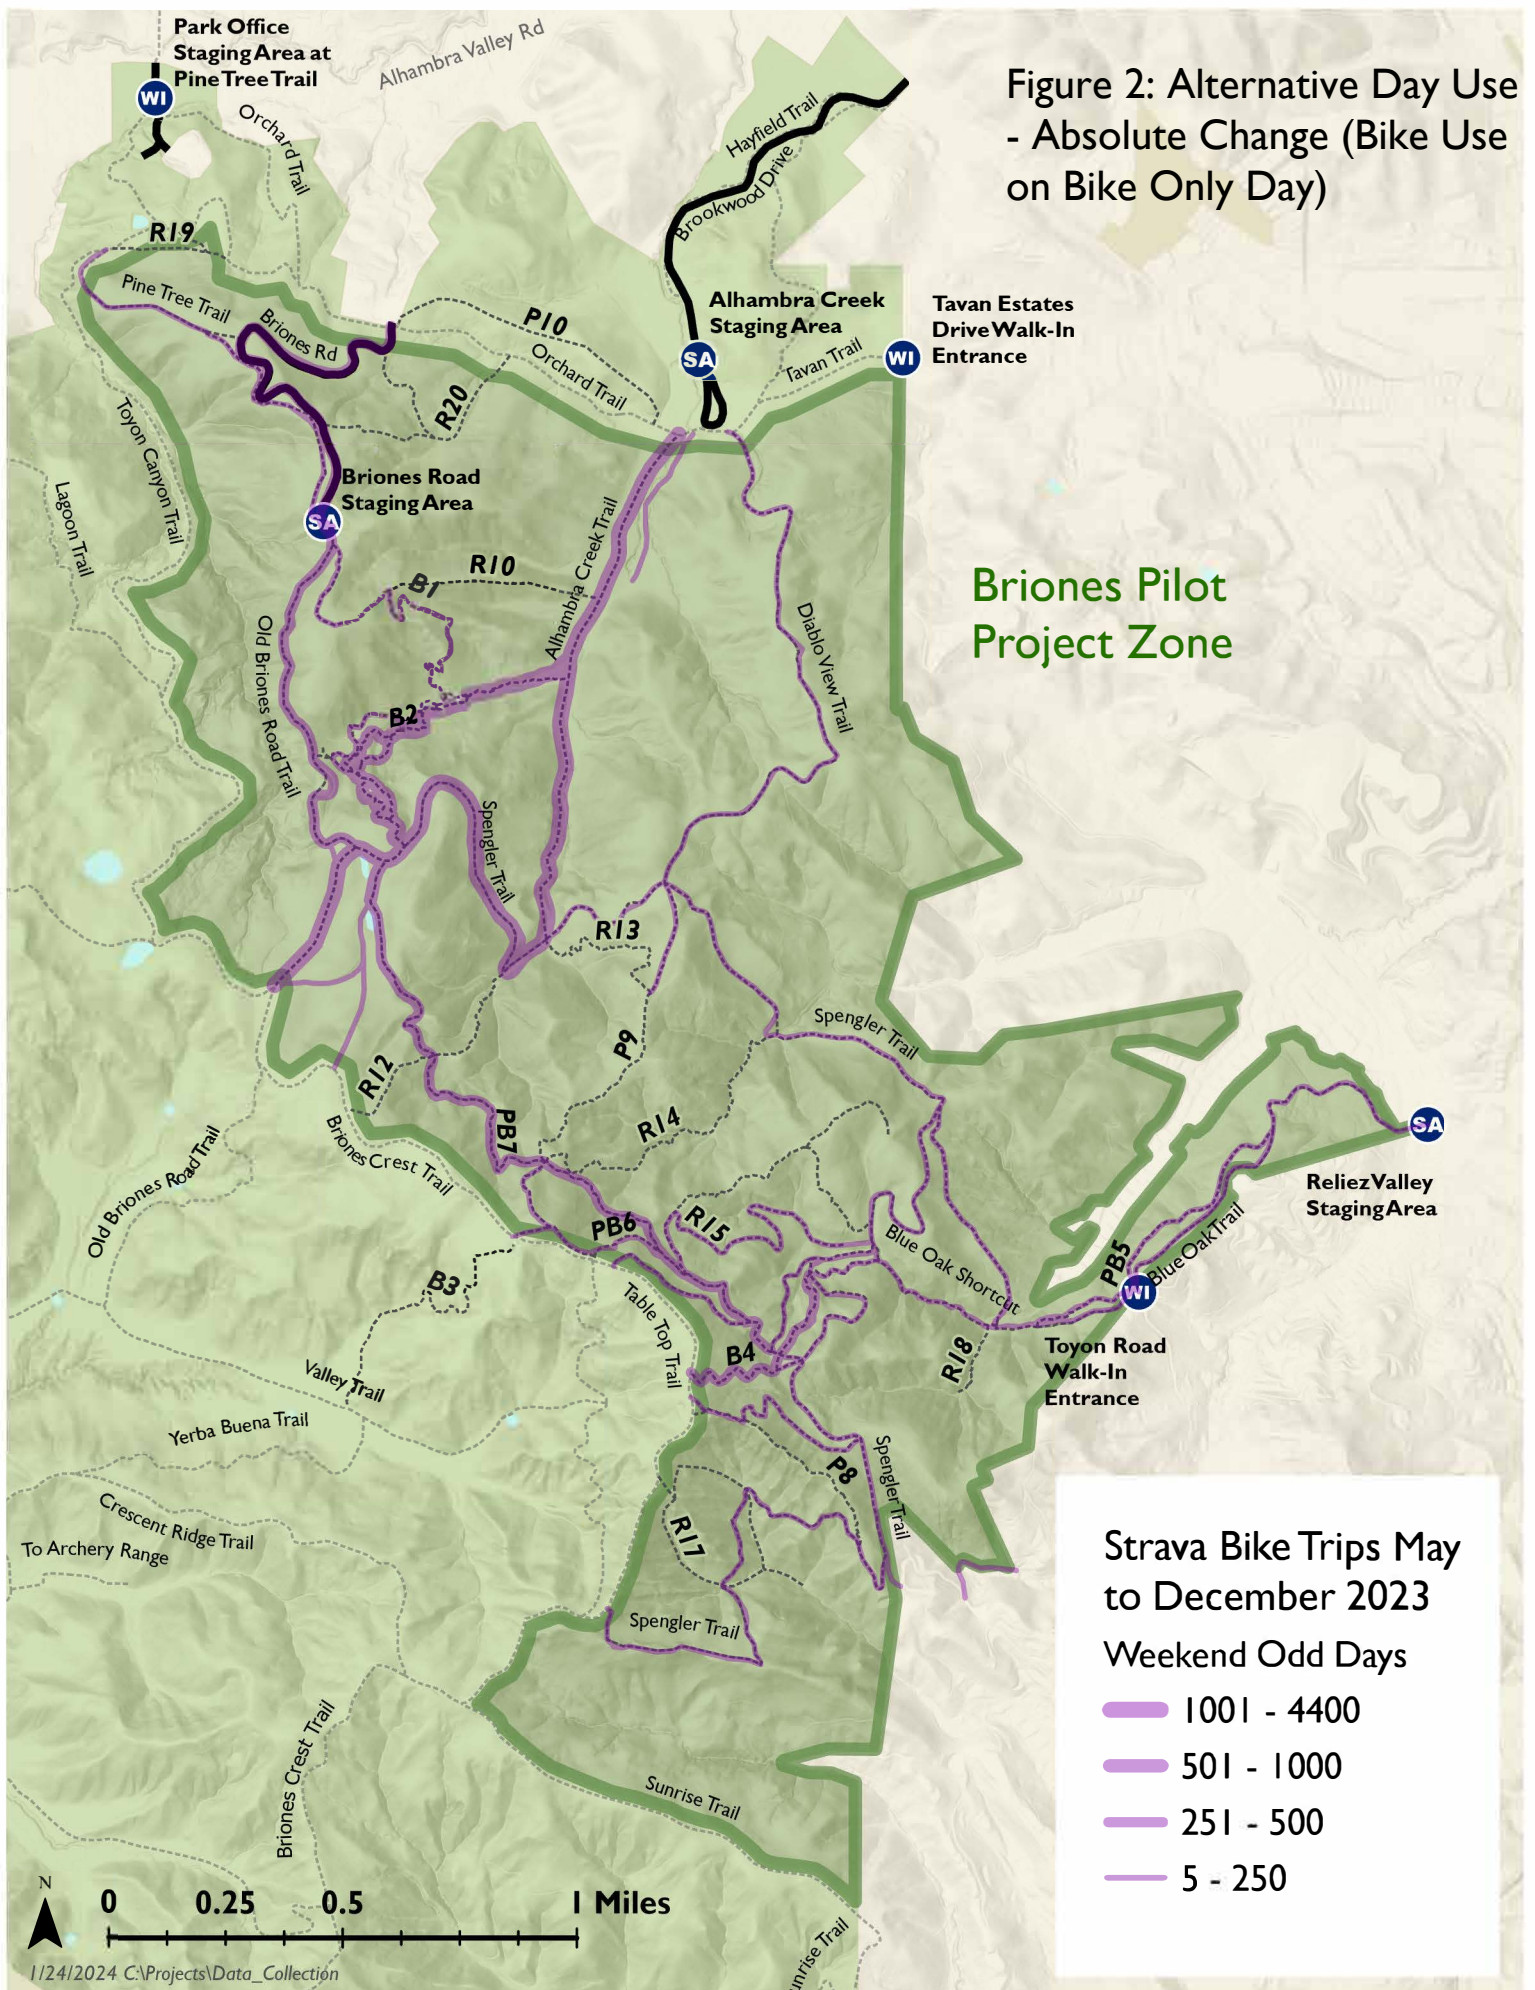 Park Office
Staging Area at
Pine Tree Trail
WI
Alhambra Valley Rd
Orchard Trail
Figure 2: Alternative Day Use
- Absolute Change (Bike Use
on Bike Only Day)
Hayfield Trail
Brookwood Drive
R19
Pine Tree Trail
Briones Rd
P10
Orchard Trail
R20
Alhambra Creek
Staging Area
SA
Tavan Trail
WI
Tavan Estates
Drive Walk-In
Entrance
Toyon Canyon Trail
Lagoon Trail
Briones Road
Staging Area
SA
R10
B1
Alhambra Creek Trail
Briones Pilot
Project Zone
Old Briones Road Trail
Diablo View Trail
B2
Spengler Trail
R13
P9
Spengler Trail
R12
R14
PB7
Briones Crest Trail
Old Briones Road Trail
SA
Reliez Valley
Staging Area
PB6
R15
Blue Oak Shortcut
PB5
Blue Oak Trail
WI
Toyon Road
Walk-In
Entrance
B3
Table Top Trail
B4
R18
Valley Trail
Yerba Buena Trail
P8
Spengler Trail
Crescent Ridge Trail
To Archery Range
R17
Spengler Trail
Briones Crest Trail
Sunrise Trail
unrise Trail
Strava Bike Trips May
to December 2023
Weekend Odd Days
1001 - 4400
501 - 1000
251 - 500
5 - 250
N
0 0.25 0.5 1 Miles
1/24/2024 C:\Projects\Data_Collection